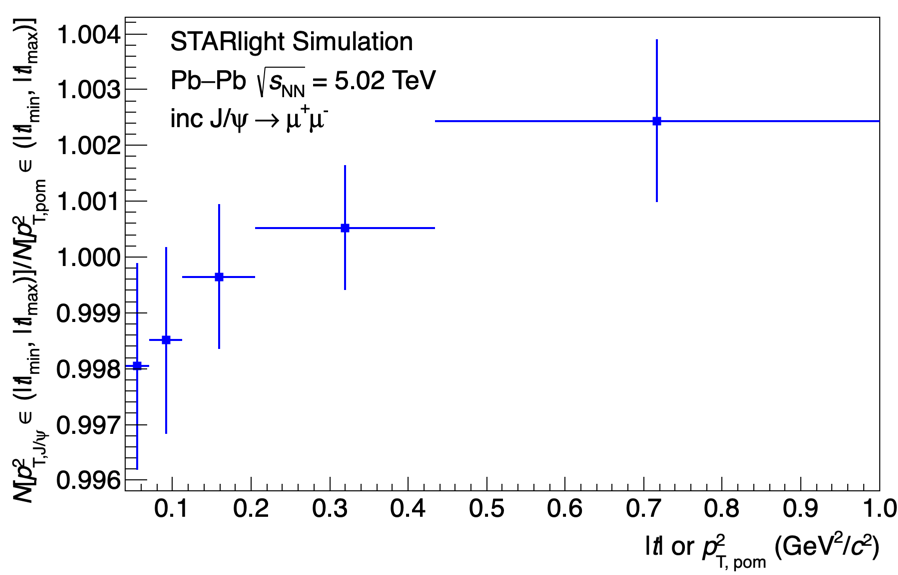 N[p²_T,J/ψ ∈ (|t|_min, |t|_max)]/N[p²_T,pom ∈ (|t|_min, |t|_max)]
1.004
STARlight Simulation
1.003
Pb–Pb √s_NN = 5.02 TeV
inc J/ψ → μ⁺μ⁻
1.002
1.001
1.000
0.999
0.998
0.997
0.996
0.1 0.2 0.3 0.4 0.5 0.6 0.7 0.8 0.9 1.0
|t| or p²_T, pom (GeV²/c²)